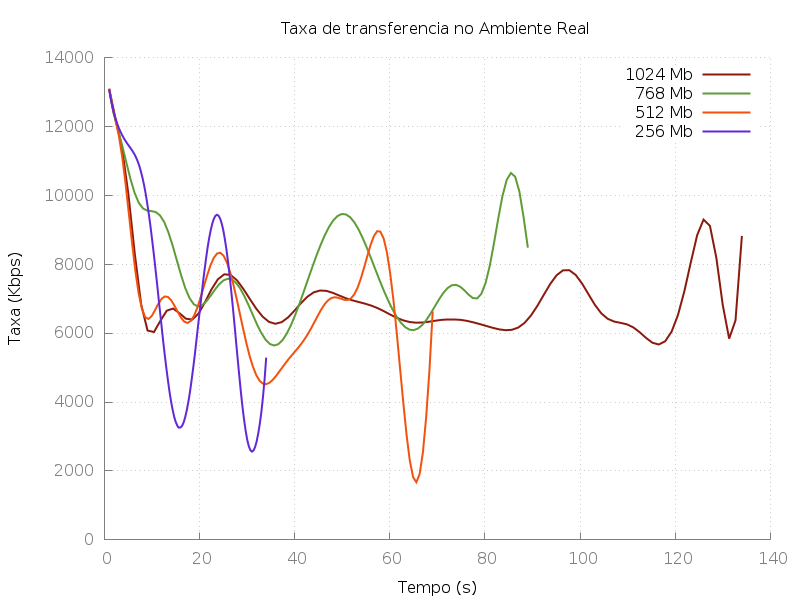 Taxa de transferencia no Ambiente Real
1024 Mb
768 Mb
512 Mb
256 Mb
14000
12000
10000
8000
6000
4000
2000
0
Taxa (Kbps)
0 20 40 60 80 100 120 140
Tempo (s)